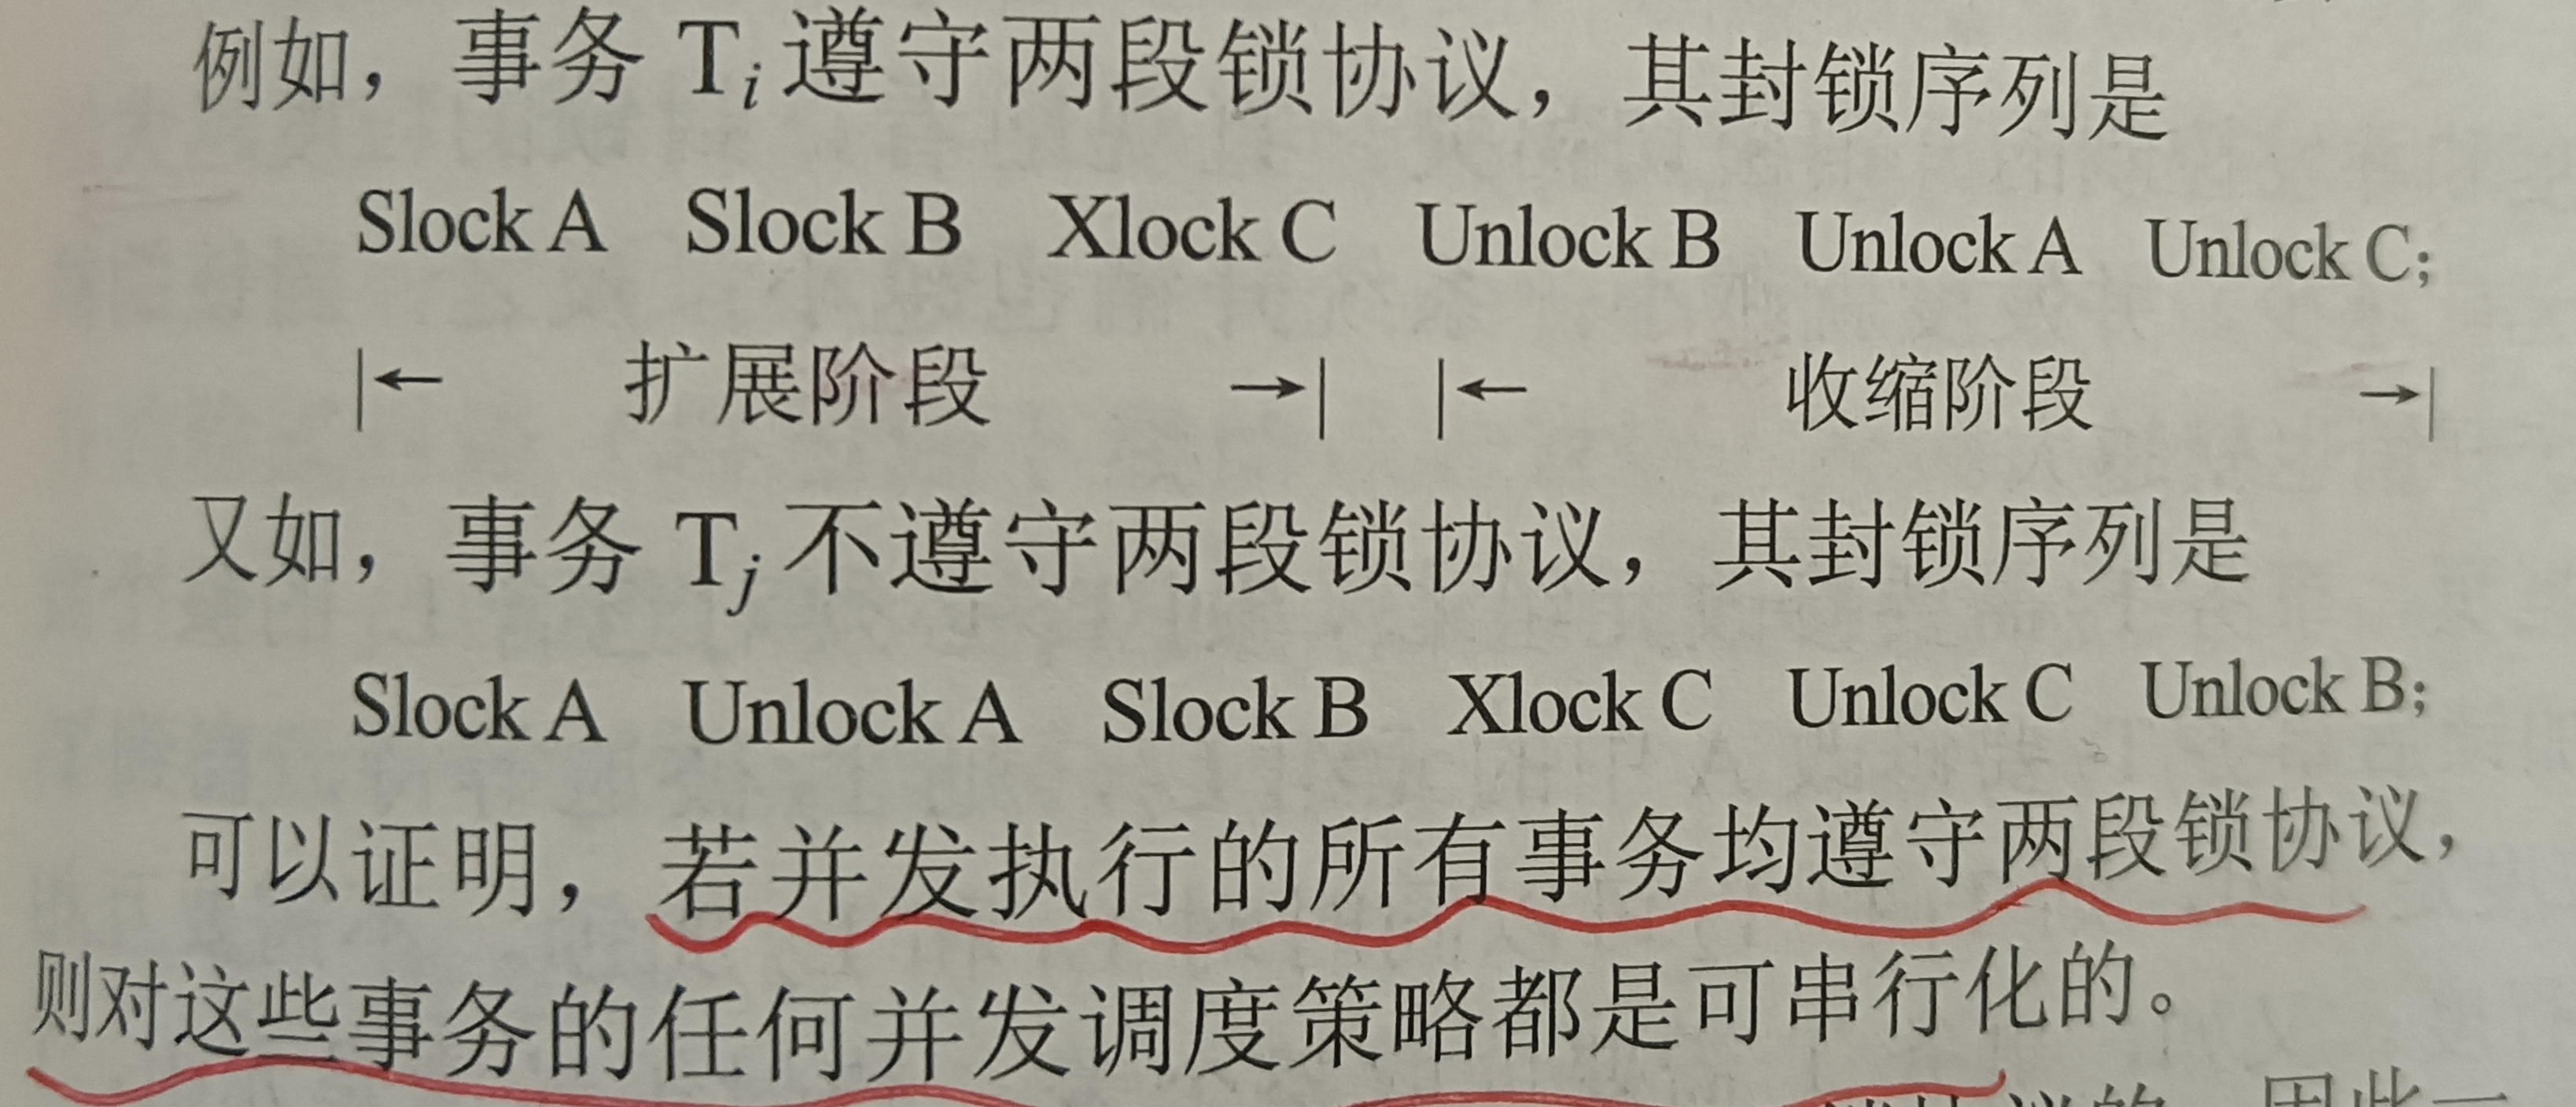 例如，事务 Ti 遵守两段锁协议，其封锁序列是
Slock A Slock B Xlock C Unlock B Unlock A Unlock C;
|← 扩展阶段 →| |← 收缩阶段 →|
又如，事务 Tj 不遵守两段锁协议，其封锁序列是
Slock A Unlock A Slock B Xlock C Unlock C Unlock B;
可以证明，若并发执行的所有事务均遵守两段锁协议，
则对这些事务的任何并发调度策略都是可串行化的。